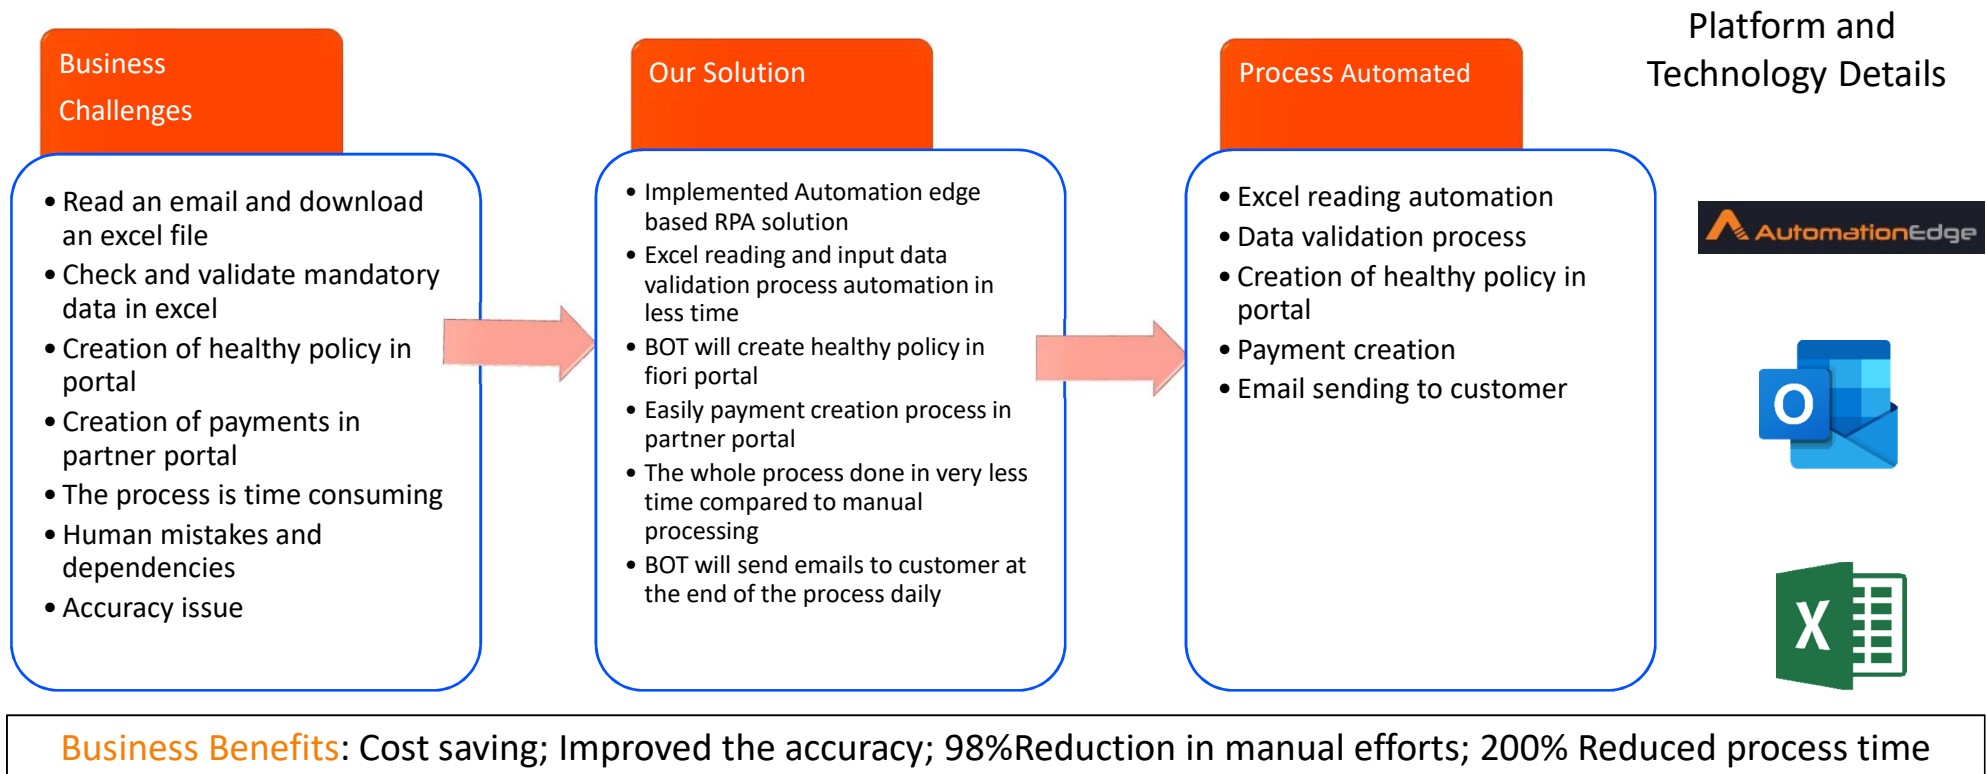 Business
Challenges
• Read an email and download
an excel file
• Check and validate mandatory
data in excel
• Creation of healthy policy in
portal
• Creation of payments in
partner portal
• The process is time consuming
• Human mistakes and
dependencies
• Accuracy issue
Our Solution
• Implemented Automation edge
based RPA solution
• Excel reading and input data
validation process automation in
less time
• BOT will create healthy policy in
fiori portal
• Easily payment creation process in
partner portal
• The whole process done in very less
time compared to manual
processing
• BOT will send emails to customer at
the end of the process daily
Process Automated
• Excel reading automation
• Data validation process
• Creation of healthy policy in
portal
• Payment creation
• Email sending to customer
Platform and
Technology Details
AutomationEdge
O
X
Business Benefits: Cost saving; Improved the accuracy; 98%Reduction in manual efforts; 200% Reduced process time